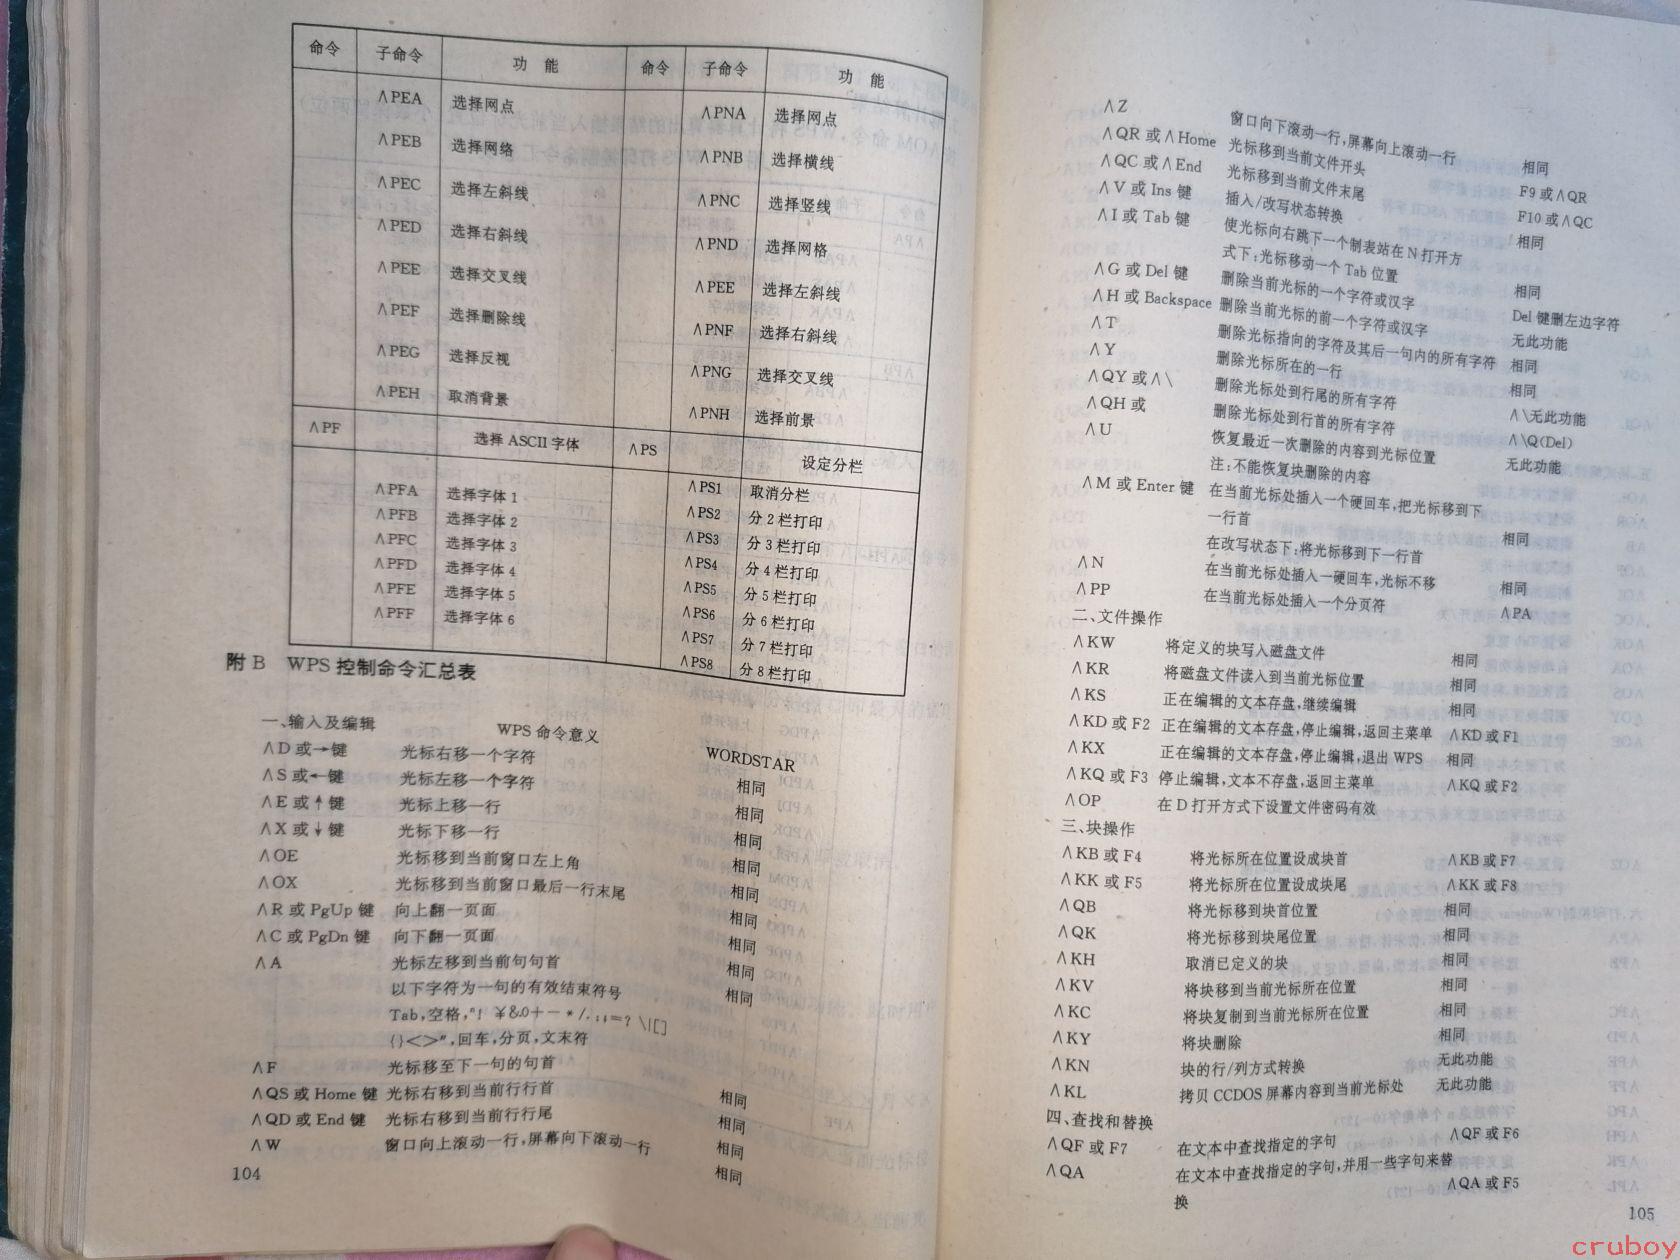 命令 子命令 功 能 命令 子命令 功 能
∧PEA 选择网点 ∧PNA 选择网点
∧PEB 选择网络 ∧PNB 选择横线
∧PEC 选择左斜线 ∧PNC 选择竖线
∧PED 选择右斜线 ∧PND 选择网格
∧PEE 选择交叉线 ∧PEE 选择左斜线
∧PEF 选择删除线 ∧PNF 选择右斜线
∧PEG 选择反视 ∧PNG 选择交叉线
∧PEH 取消背景 ∧PNH 选择前景
∧PF 选择 ASCII 字体 ∧PS 设定分栏
∧PFA 选择字体 1 ∧PS1 取消分栏
∧PFB 选择字体 2 ∧PS2 分 2 栏打印
∧PFC 选择字体 3 ∧PS3 分 3 栏打印
∧PFD 选择字体 4 ∧PS4 分 4 栏打印
∧PFE 选择字体 5 ∧PS5 分 5 栏打印
∧PFF 选择字体 6 ∧PS6 分 6 栏打印
∧PS7 分 7 栏打印
∧PS8 分 8 栏打印
附 B WPS 控制命令汇总表
一、输入及编辑 WPS 命令意义 WORDSTAR
∧D 或→键 光标右移一个字符 相同
∧S 或←键 光标左移一个字符 相同
∧E 或↑键 光标上移一行 相同
∧X 或↓键 光标下移一行 相同
∧OE 光标移到当前窗口左上角 相同
∧OX 光标移到当前窗口最后一行末尾 相同
∧R 或 PgUp 键 向上翻一页面 相同
∧C 或 PgDn 键 向下翻一页面 相同
∧A 光标左移到当前句句首 相同
以下字符为一句的有效结束符号
Tab,空格,"! ￥&0+－*/.:;=? \|[]
{}<>",回车,分页,文末符
∧F 光标移至下一句的句首 相同
∧QS 或 Home 键 光标右移到当前行行首 相同
∧QD 或 End 键 光标右移到当前行行尾 相同
∧W 窗口向上滚动一行,屏幕向下滚动一行 相同
104
∧Z 窗口向下滚动一行,屏幕向上滚动一行 相同
∧QR 或∧Home 光标移到当前文件开头 F9 或∧QR
∧QC 或∧End 光标移到当前文件末尾 F10 或∧QC
∧V 或 Ins 键 插入/改写状态转换 相同
∧I 或 Tab 键 使光标向右跳下一个制表站在 N 打开方
式下:光标移动一个 Tab 位置 相同
∧G 或 Del 键 删除当前光标的一个字符或汉字 Del 键删左边字符
∧H 或 Backspace 删除当前光标的前一个字符或汉字 无此功能
∧T 删除光标指向的字符及其后一句内的所有字符 相同
∧Y 删除光标所在的一行 相同
∧QY 或∧\ 删除光标处到行尾的所有字符 ∧\无此功能
∧QH 或 删除光标处到行首的所有字符 ∧\Q(Del)
∧U 恢复最近一次删除的内容到光标位置 无此功能
注:不能恢复块删除的内容
∧M 或 Enter 键 在当前光标处插入一个硬回车,把光标移到下
一行首 相同
在改写状态下:将光标移到下一行首
∧N 在当前光标处插入一硬回车,光标不移 相同
∧PP 在当前光标处插入一个分页符 ∧PA
二、文件操作
∧KW 将定义的块写入磁盘文件 相同
∧KR 将磁盘文件读入到当前光标位置 相同
∧KS 正在编辑的文本存盘,继续编辑 相同
∧KD 或 F2 正在编辑的文本存盘,停止编辑,返回主菜单 ∧KD 或 F1
∧KX 正在编辑的文本存盘,停止编辑,退出 WPS 相同
∧KQ 或 F3 停止编辑,文本不存盘,返回主菜单 ∧KQ 或 F2
∧OP 在 D 打开方式下设置文件密码有效
三、块操作
∧KB 或 F4 将光标所在位置设成块首 ∧KB 或 F7
∧KK 或 F5 将光标所在位置设成块尾 ∧KK 或 F8
∧QB 将光标移到块首位置 相同
∧QK 将光标移到块尾位置 相同
∧KH 取消已定义的块 相同
∧KV 将块移到当前光标所在位置 相同
∧KC 将块复制到当前光标所在位置 相同
∧KY 将块删除 相同
∧KN 块的行/列方式转换 无此功能
∧KL 拷贝 CCDOS 屏幕内容到当前光标处 无此功能
四、查找和替换
∧QF 或 F7 在文本中查找指定的字句 ∧QF 或 F6
∧QA 在文本中查找指定的字句,并用一些字句来替
换 ∧QA 或 F5
105
cruboy